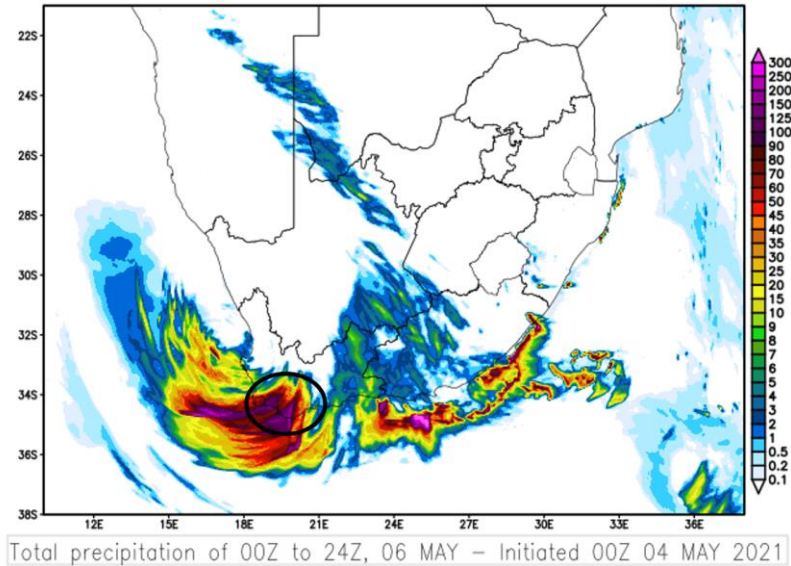 22S
24S
26S
28S
30S
32S
34S
36S
38S
12E
15E
18E
21E
24E
27E
30E
33E
36E
300
250
200
150
125
100
90
80
70
60
50
45
40
35
30
25
20
15
10
9
8
7
6
5
4
3
2
1
0.5
0.2
0.1
Total precipitation of 00Z to 24Z, 06 MAY – Initiated 00Z 04 MAY 2021